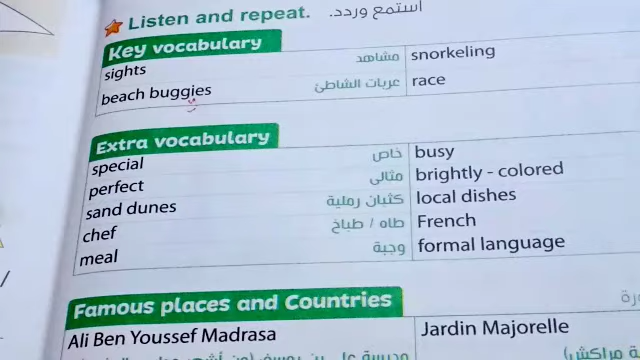 Listen and repeat. استمع وردد.
Key vocabulary
sights مشاهد snorkeling
beach buggies عربات الشاطئ race
Extra vocabulary
special خاص busy
perfect مثالى brightly - colored
sand dunes كثبان رملية local dishes
chef طاه / طباخ French
meal وجبة formal language
Famous places and Countries
Ali Ben Youssef Madrasa Jardin Majorelle